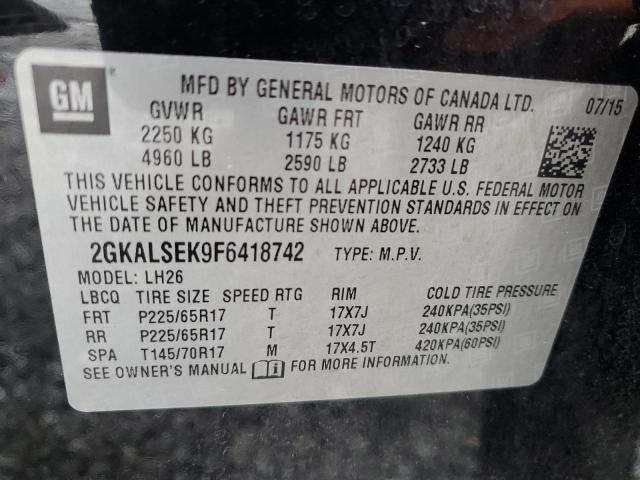 GM
MFD BY GENERAL MOTORS OF CANADA LTD. 07/15
GVWR GAWR FRT GAWR RR
2250 KG 1175 KG 1240 KG
4960 LB 2590 LB 2733 LB
THIS VEHICLE CONFORMS TO ALL APPLICABLE U.S. FEDERAL MOTOR
VEHICLE SAFETY AND THEFT PREVENTION STANDARDS IN EFFECT ON
THE DATE OF MANUFACTURE SHOWN ABOVE.
2GKALSEK9F6418742 TYPE: M.P.V.
MODEL: LH26
LBCQ TIRE SIZE SPEED RTG RIM COLD TIRE PRESSURE
FRT P225/65R17 T 17X7J 240KPA(35PSI)
RR P225/65R17 T 17X7J 240KPA(35PSI)
SPA T145/70R17 M 17X4.5T 420KPA(60PSI)
SEE OWNER'S MANUAL FOR MORE INFORMATION.